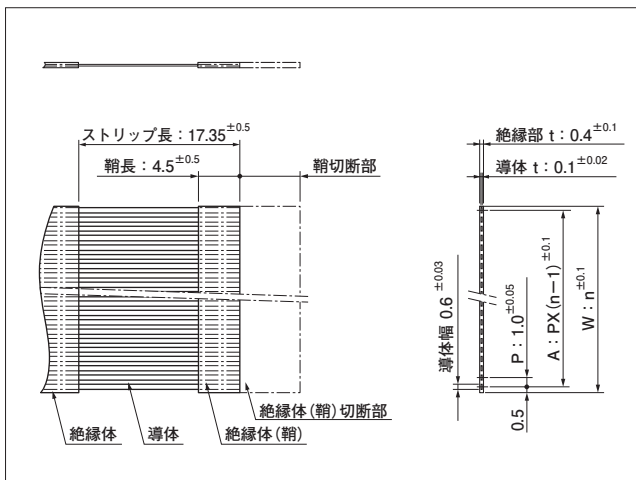 ストリップ長：17.35±0.5
鞘長：4.5±0.5
鞘切断部
絶縁部 t：0.4±0.1
導体 t：0.1±0.02
導体幅 0.6±0.03
P：1.0±0.05
A：PX(n−1)±0.1
W：n±0.1
0.5
絶縁体(鞘)切断部
絶縁体
導体
絶縁体(鞘)